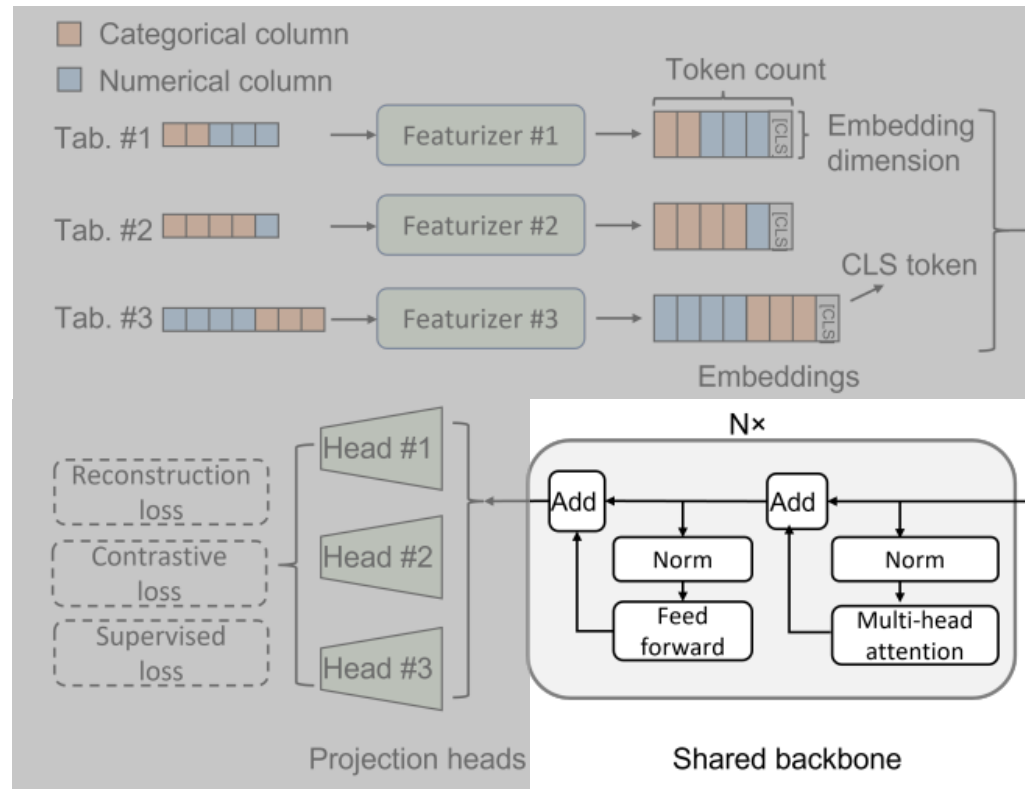 Categorical column
Numerical column
Token count
Tab. #1
Featurizer #1
[CLS]
Embedding
dimension
Tab. #2
Featurizer #2
[CLS]
CLS token
Tab. #3
Featurizer #3
[CLS]
Embeddings
N×
Reconstruction
loss
Contrastive
loss
Supervised
loss
Head #1
Head #2
Head #3
Add
Norm
Feed
forward
Add
Norm
Multi-head
attention
Projection heads
Shared backbone